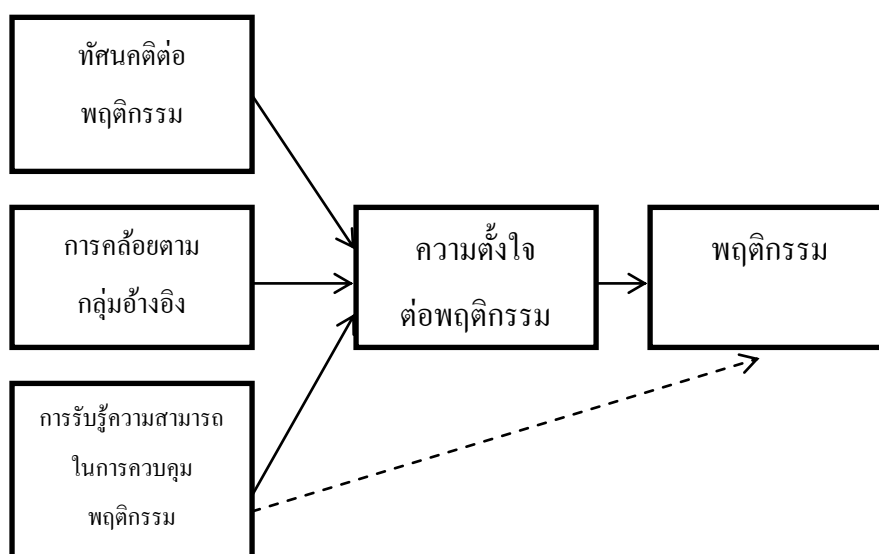 ทัศนคติต่อ
พฤติกรรม
การคล้อยตาม
กลุ่มอ้างอิง
การรับรู้ความสามารถ
ในการควบคุม
พฤติกรรม
ความตั้งใจ
ต่อพฤติกรรม
พฤติกรรม